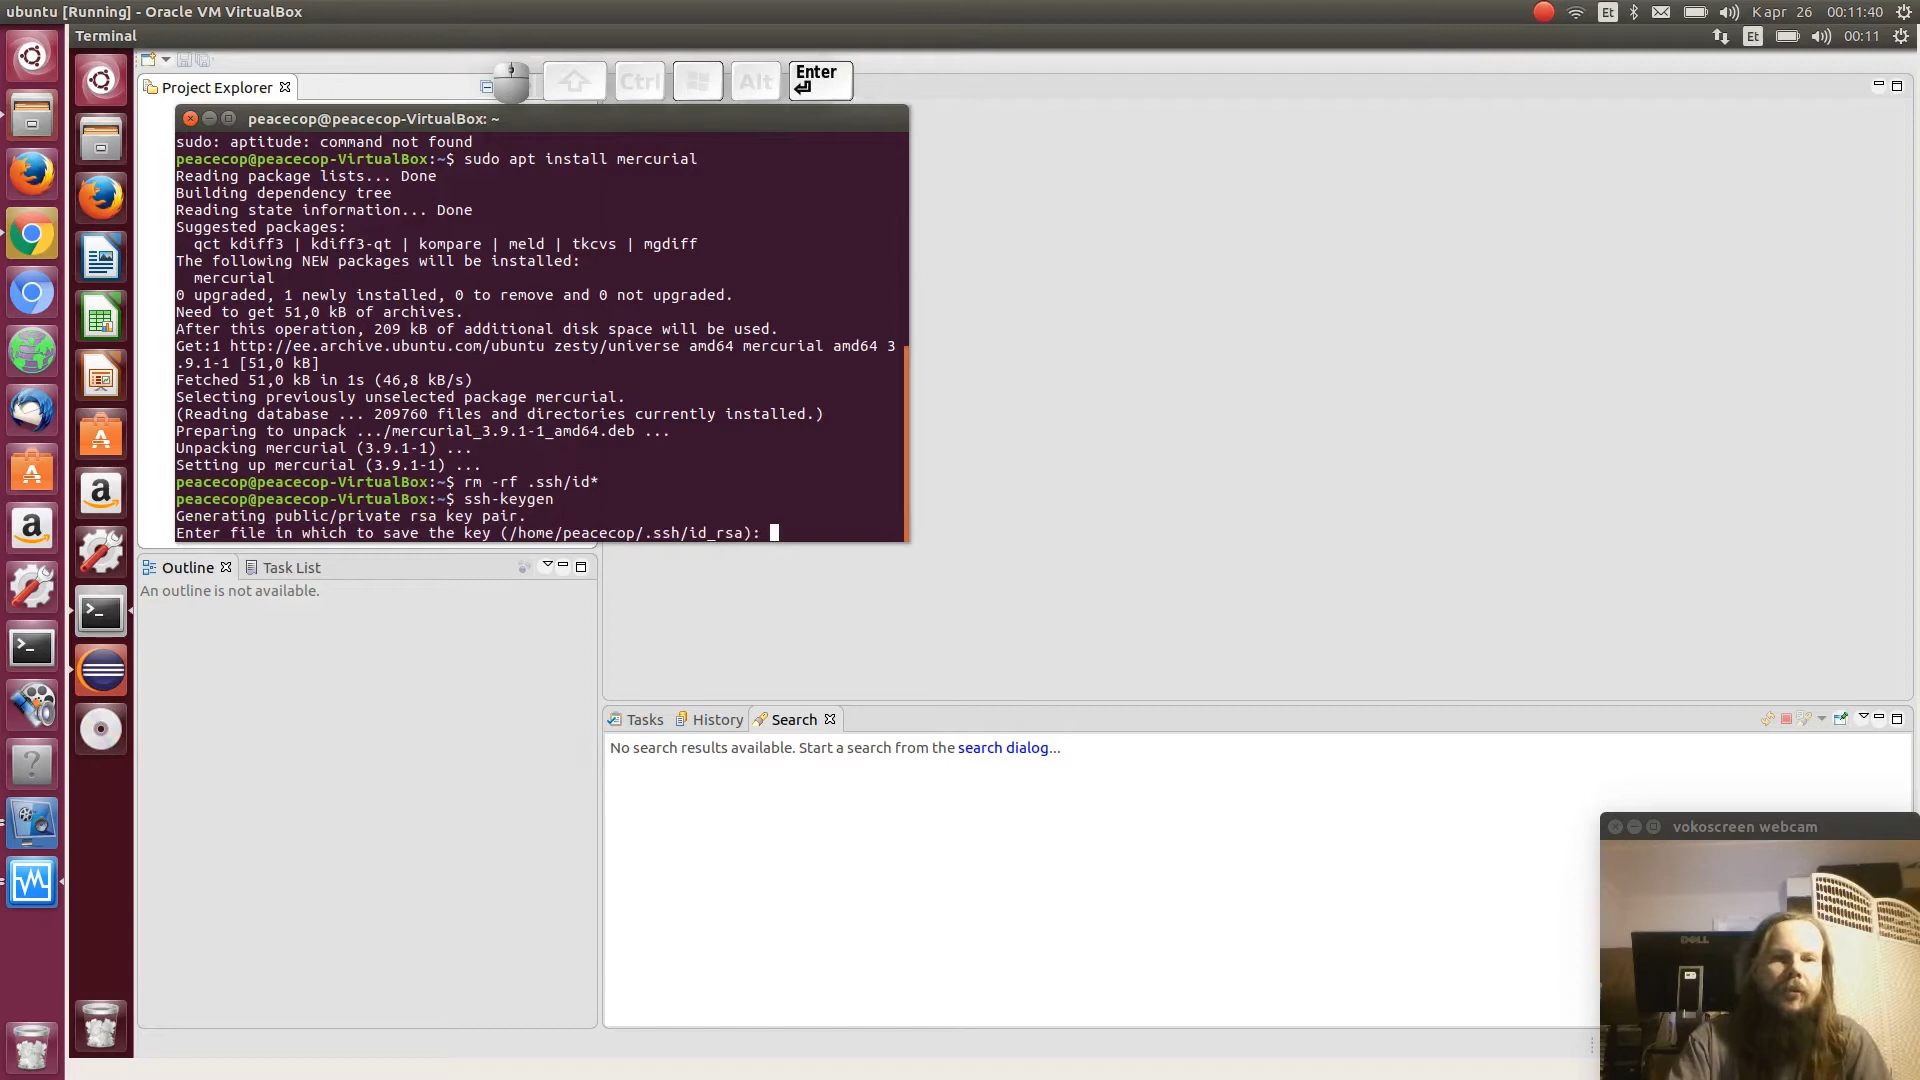 ubuntu [Running] - Oracle VM VirtualBox
Et
K apr 26
00:11:40
Terminal
Et
00:11
Project Explorer
Ctrl
Alt
Enter
peacecop@peacecop-VirtualBox: ~
sudo: aptitude: command not found
peacecop@peacecop-VirtualBox:~$ sudo apt install mercurial
Reading package lists... Done
Building dependency tree
Reading state information... Done
Suggested packages:
qct kdiff3 | kdiff3-qt | kompare | meld | tkcvs | mgdiff
The following NEW packages will be installed:
mercurial
0 upgraded, 1 newly installed, 0 to remove and 0 not upgraded.
Need to get 51,0 kB of archives.
After this operation, 209 kB of additional disk space will be used.
Get:1 http://ee.archive.ubuntu.com/ubuntu zesty/universe amd64 mercurial amd64 3
.9.1-1 [51,0 kB]
Fetched 51,0 kB in 1s (46,8 kB/s)
Selecting previously unselected package mercurial.
(Reading database ... 209760 files and directories currently installed.)
Preparing to unpack .../mercurial_3.9.1-1_amd64.deb ...
Unpacking mercurial (3.9.1-1) ...
Setting up mercurial (3.9.1-1) ...
peacecop@peacecop-VirtualBox:~$ rm -rf .ssh/id*
peacecop@peacecop-VirtualBox:~$ ssh-keygen
Generating public/private rsa key pair.
Enter file in which to save the key (/home/peacecop/.ssh/id_rsa):
Outline
Task List
An outline is not available.
Tasks
History
Search
No search results available. Start a search from the search dialog...
vokoscreen webcam
DELL